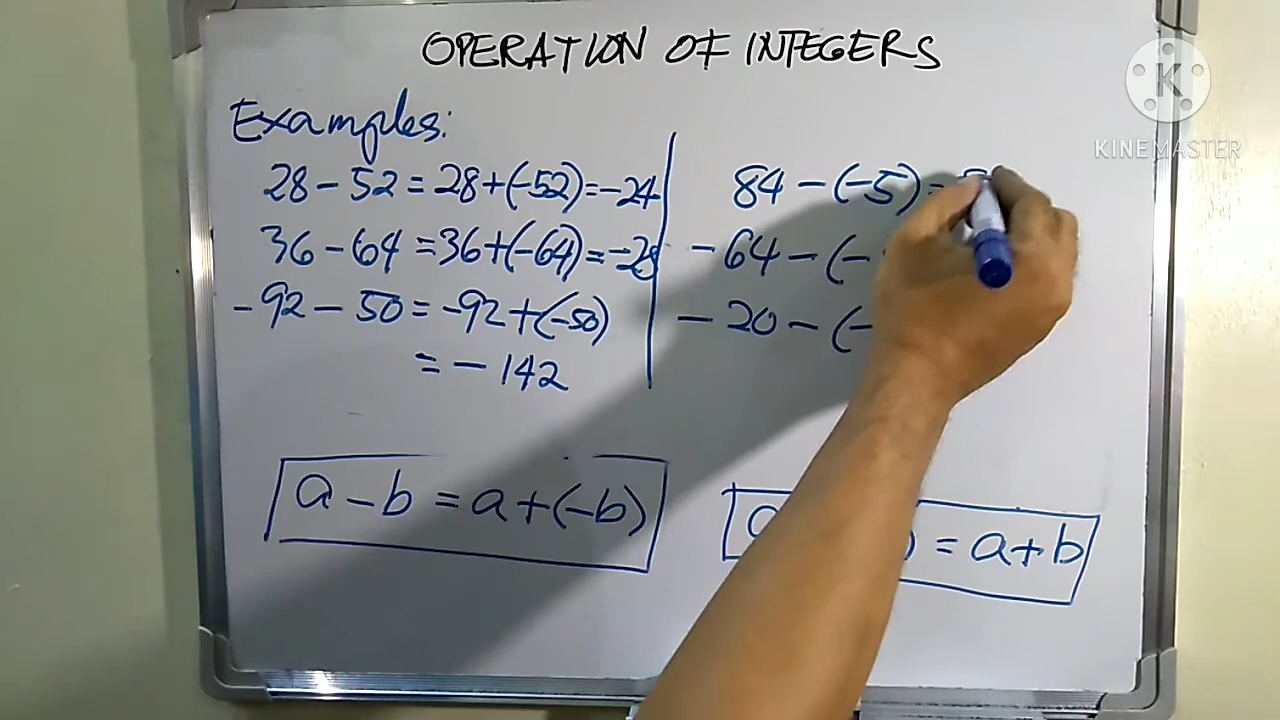 OPERATION OF INTEGERS
K
KINEMASTER
Examples:
28 - 52 = 28+(-52)=-24
36 - 64 = 36+(-64)=-28
-92 - 50 = -92+(-50)
= - 142
84 - (-5) =
- 64 - (-
- 20 - (-
a - b = a+(-b)
) = a+b